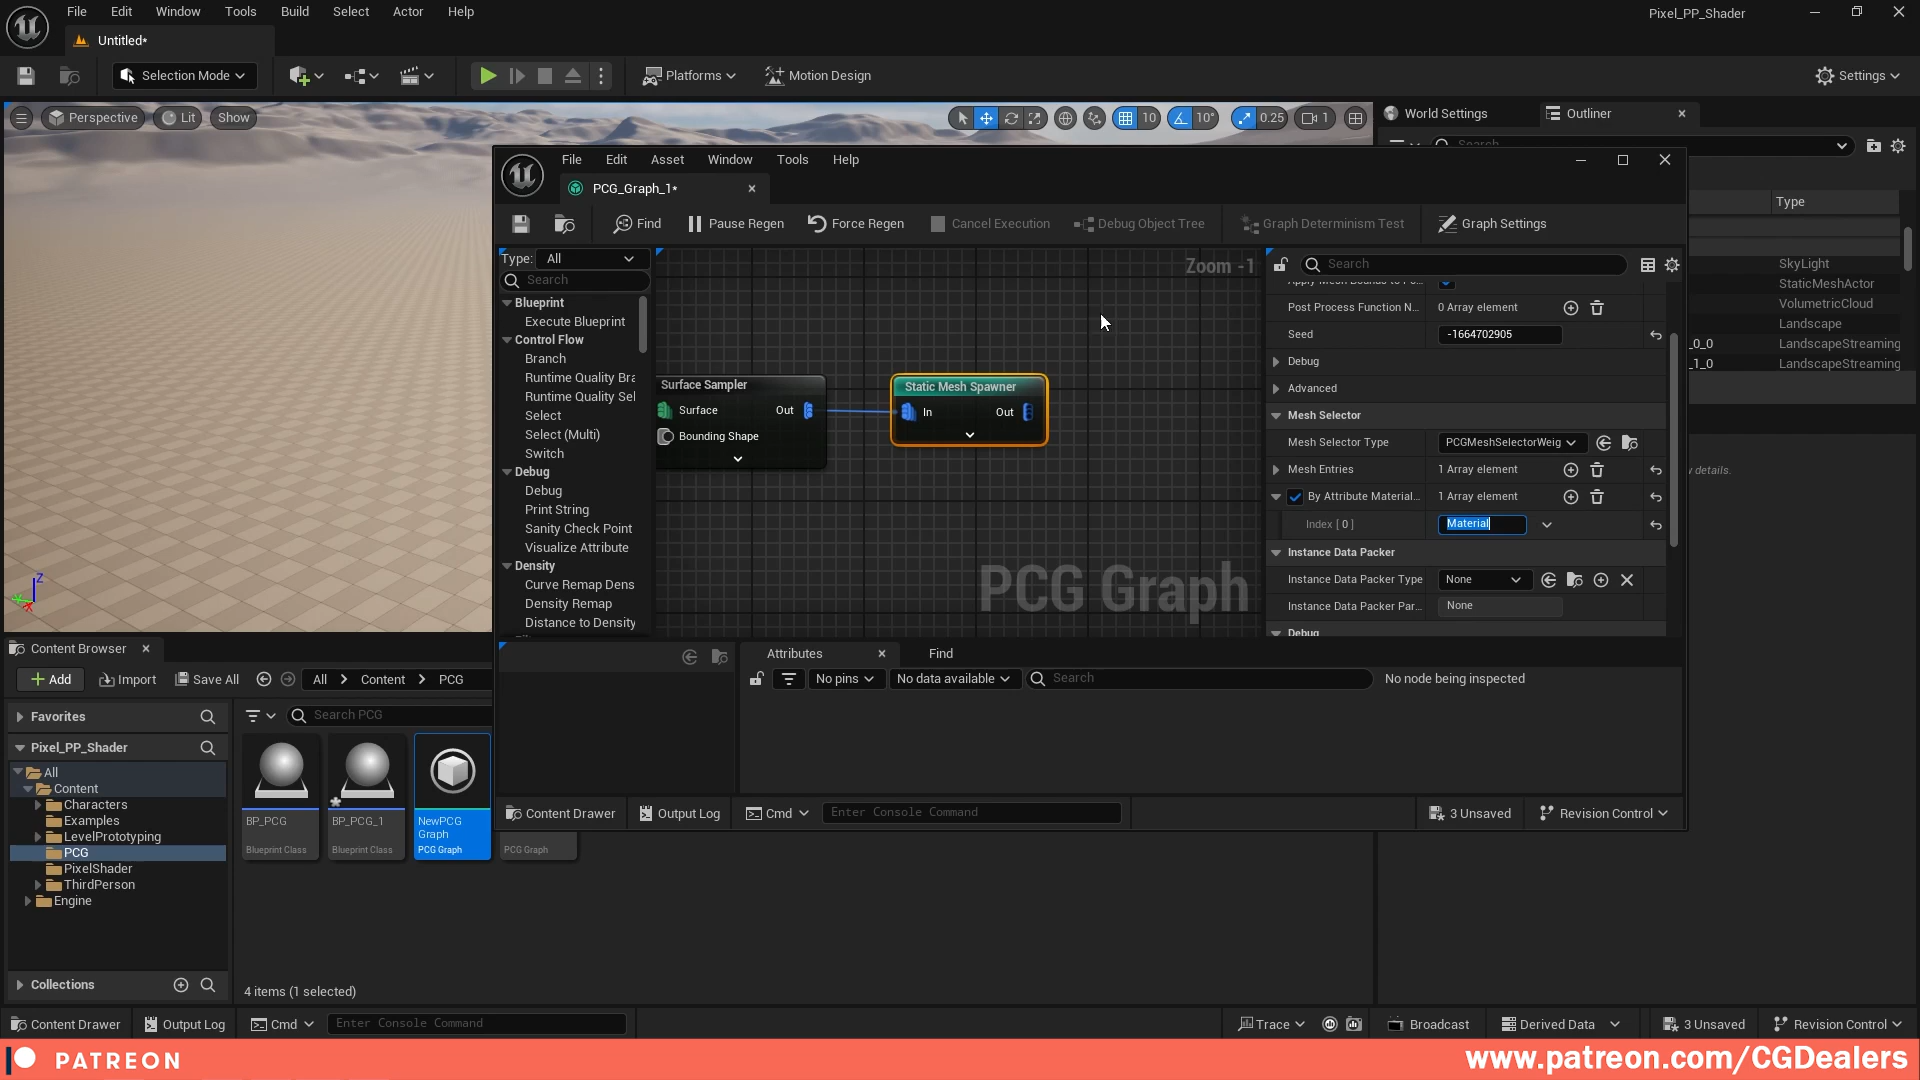 File Edit Window Tools Build Select Actor Help
Pixel_PP_Shader
Untitled*
Selection Mode
Platforms
Motion Design
Settings
Perspective
Lit
Show
10
10°
0.25
1
World Settings
Outliner
Search
Type
SkyLight
StaticMeshActor
VolumetricCloud
Landscape
_0_0 LandscapeStreaming
_1_0 LandscapeStreaming
y details.
File Edit Asset Window Tools Help
PCG_Graph_1*
Find
Pause Regen
Force Regen
Cancel Execution
Debug Object Tree
Graph Determinism Test
Graph Settings
Type: All
Search
Blueprint
Execute Blueprint
Control Flow
Branch
Runtime Quality Bra
Runtime Quality Sel
Select
Select (Multi)
Switch
Debug
Debug
Print String
Sanity Check Point
Visualize Attribute
Density
Curve Remap Dens
Density Remap
Distance to Density
Zoom -1
Surface Sampler
Surface Out
Bounding Shape
Static Mesh Spawner
In Out
PCG Graph
Search
Post Process Function N... 0 Array element
Seed -1664702905
Debug
Advanced
Mesh Selector
Mesh Selector Type PCGMeshSelectorWeig
Mesh Entries 1 Array element
By Attribute Material... 1 Array element
Index [ 0 ] Material
Instance Data Packer
Instance Data Packer Type None
Instance Data Packer Par... None
Debug
Attributes
Find
No pins
No data available
Search
No node being inspected
Content Drawer
Output Log
Cmd
Enter Console Command
3 Unsaved
Revision Control
Content Browser
Add
Import
Save All
All > Content > PCG
Favorites
Search PCG
Pixel_PP_Shader
All
Content
Characters
Examples
LevelPrototyping
PCG
PixelShader
ThirdPerson
Engine
BP_PCG
Blueprint Class
BP_PCG_1
Blueprint Class
NewPCG
Graph
PCG Graph
PCG Graph
Collections
4 items (1 selected)
Content Drawer
Output Log
Cmd
Enter Console Command
Trace
Broadcast
Derived Data
3 Unsaved
Revision Control
PATREON
www.patreon.com/CGDealers